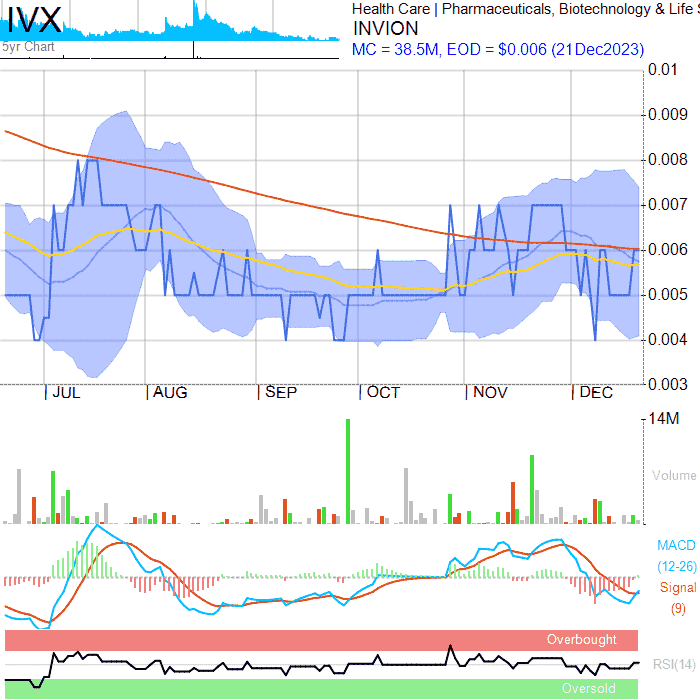 IVX
5yr Chart
Health Care | Pharmaceuticals, Biotechnology & Life S
INVION
MC = 38.5M, EOD = $0.006 (21Dec2023)
0.01
0.009
0.008
0.007
0.006
0.005
0.004
0.003
JUL AUG SEP OCT NOV DEC
14M
Volume
MACD
(12-26)
Signal
(9)
Overbought
RSI(14)
Oversold